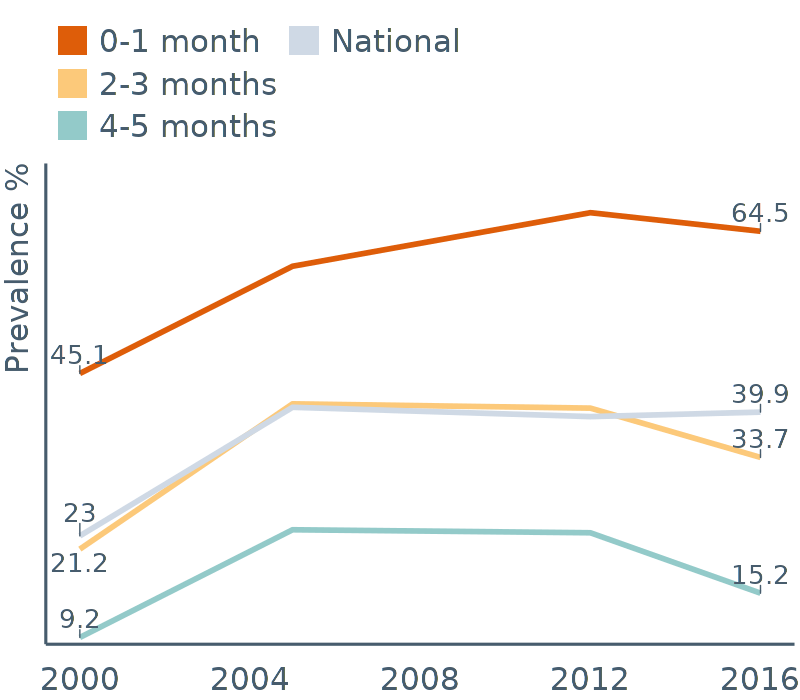 0-1 month
National
2-3 months
4-5 months
Prevalence %
64.5
45.1
39.9
33.7
23
21.2
15.2
9.2
2000 2004 2008 2012 2016